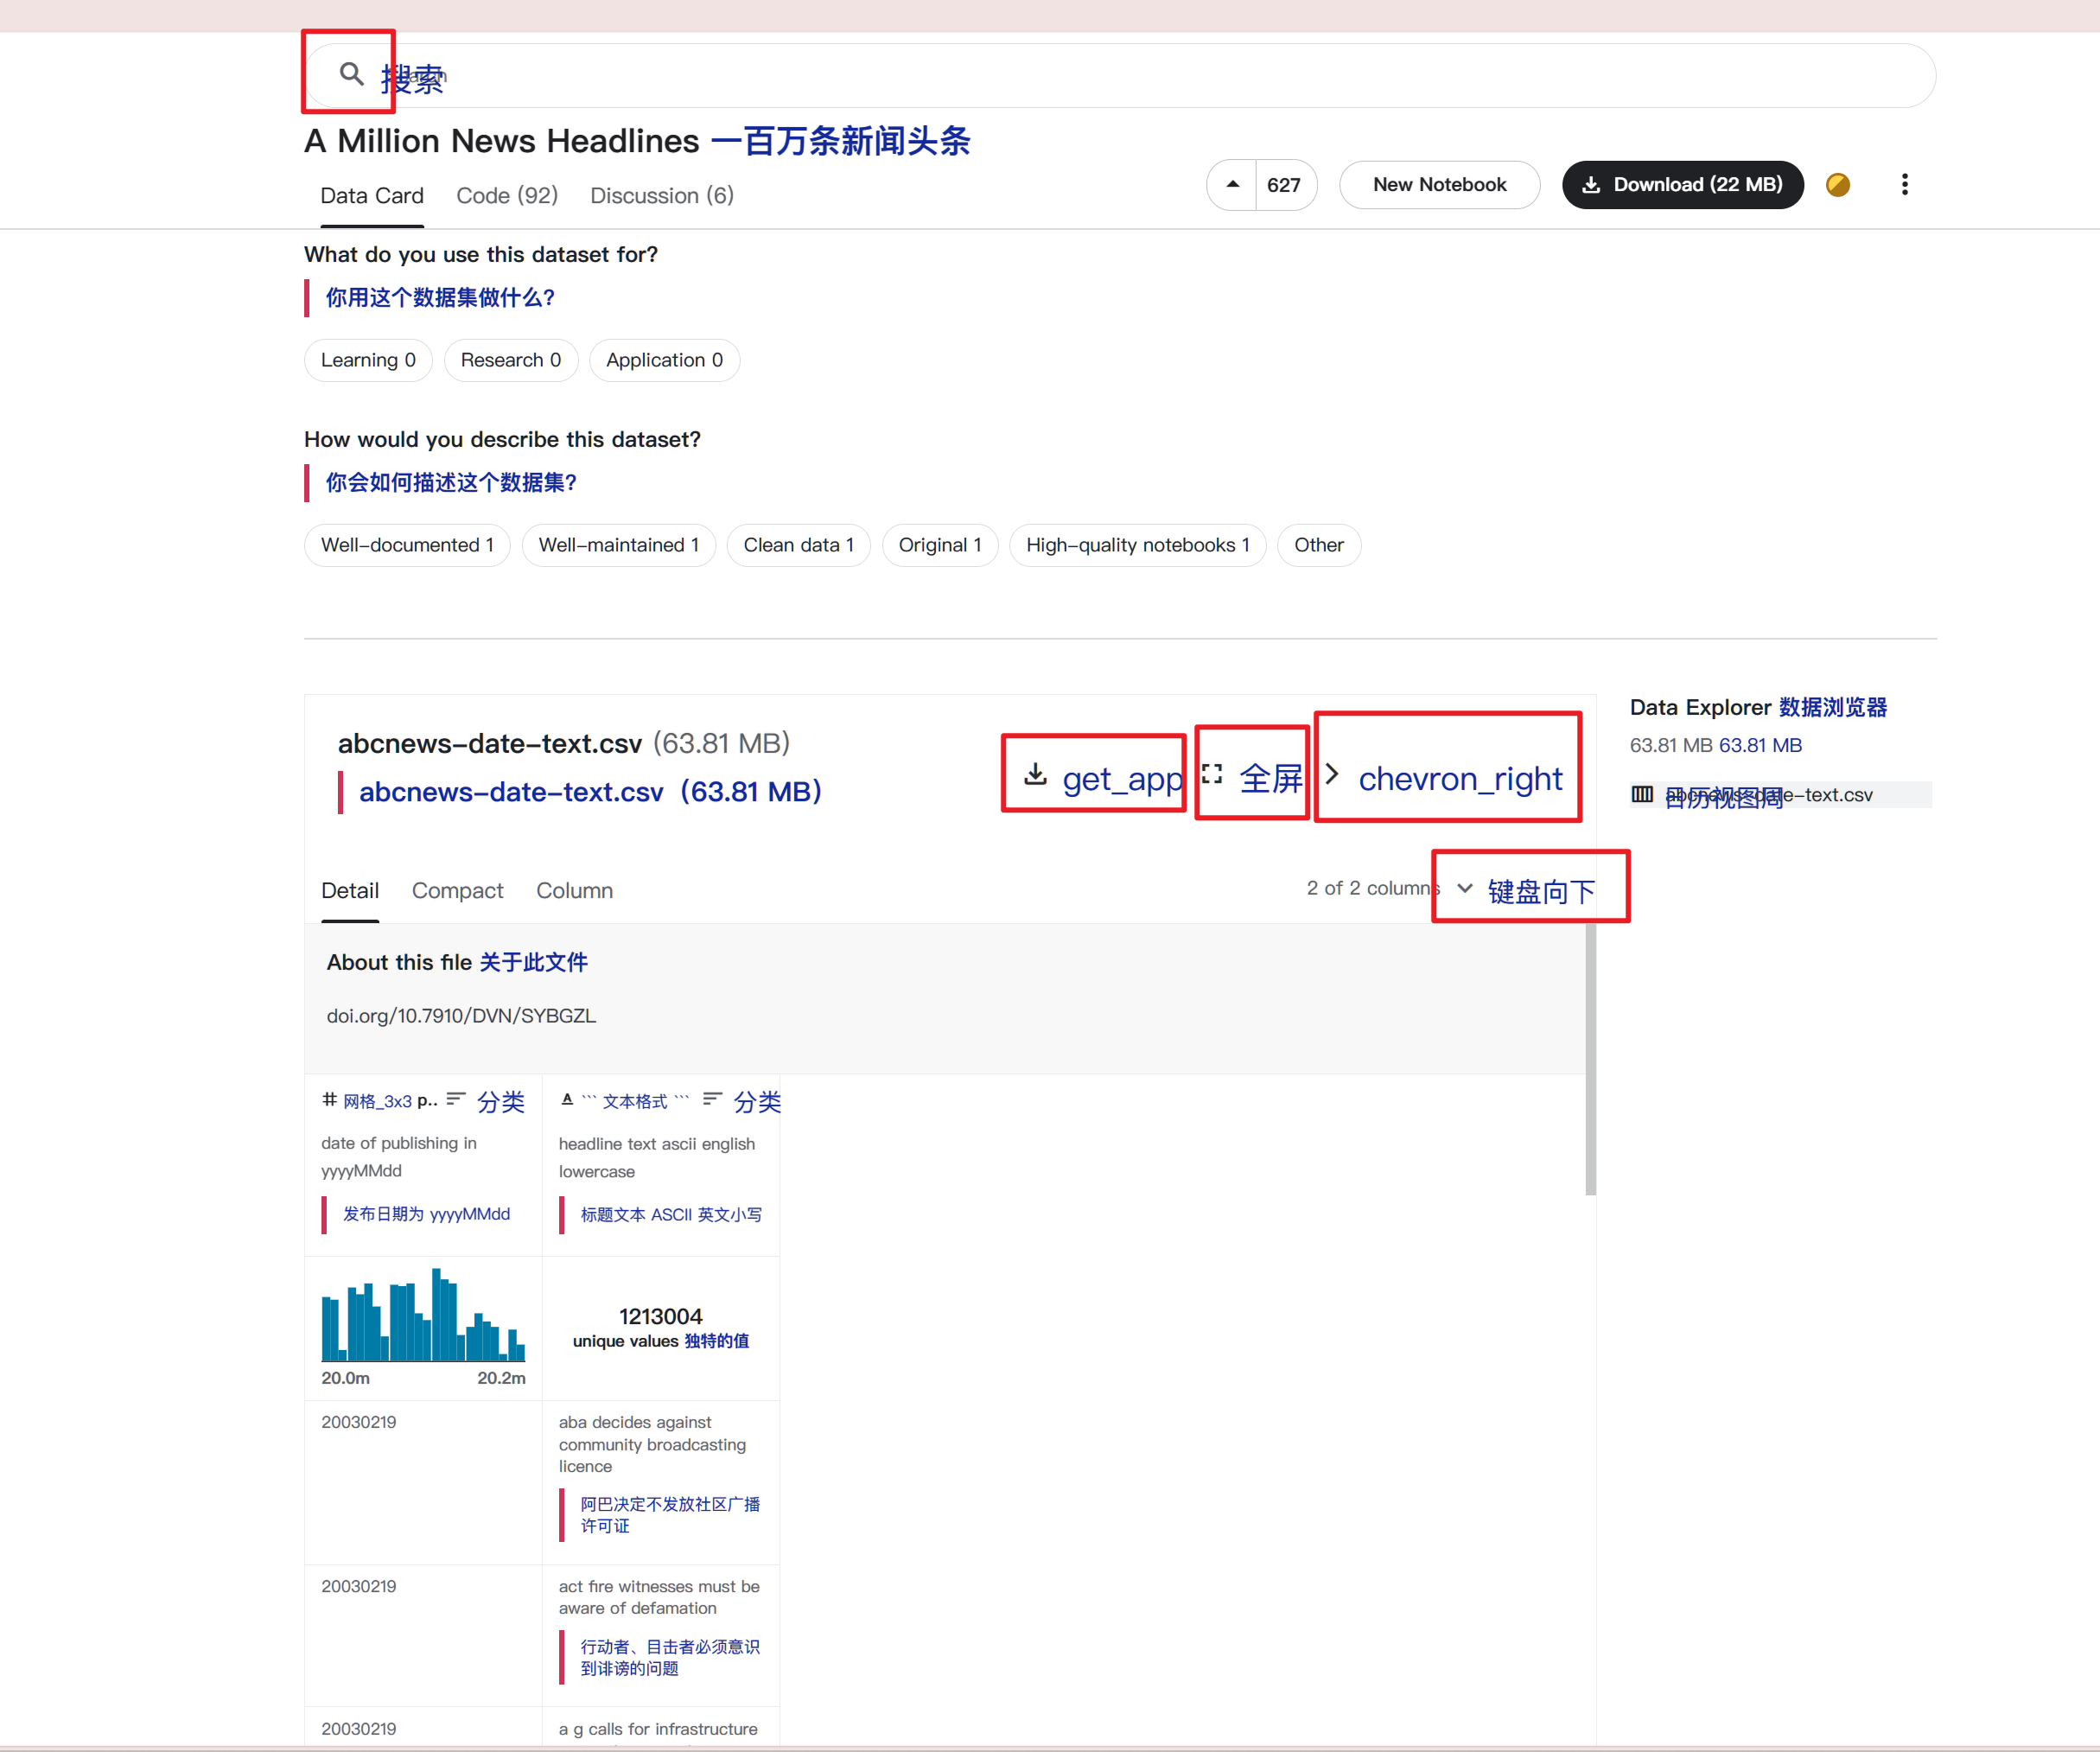 搜索
A Million News Headlines 一百万条新闻头条
Data Card Code (92) Discussion (6)
627
New Notebook
Download (22 MB)
What do you use this dataset for?
你用这个数据集做什么?
Learning 0 Research 0 Application 0
How would you describe this dataset?
你会如何描述这个数据集?
Well-documented 1 Well-maintained 1 Clean data 1 Original 1 High-quality notebooks 1 Other
abcnews-date-text.csv (63.81 MB)
abcnews-date-text.csv（63.81 MB）
get_app 全屏 chevron_right
Data Explorer 数据浏览器
63.81 MB 63.81 MB
日历视图周
abcnews-date-text.csv
Detail Compact Column
2 of 2 columns 键盘向下
About this file 关于此文件
doi.org/10.7910/DVN/SYBGZL
网格_3x3 p.. 分类
``` 文本格式 ``` 分类
date of publishing in
yyyyMMdd
发布日期为 yyyyMMdd
headline text ascii english
lowercase
标题文本 ASCII 英文小写
20.0m 20.2m
1213004
unique values 独特的值
20030219
aba decides against
community broadcasting
licence
阿巴决定不发放社区广播
许可证
20030219
act fire witnesses must be
aware of defamation
行动者、目击者必须意识
到诽谤的问题
20030219
a g calls for infrastructure